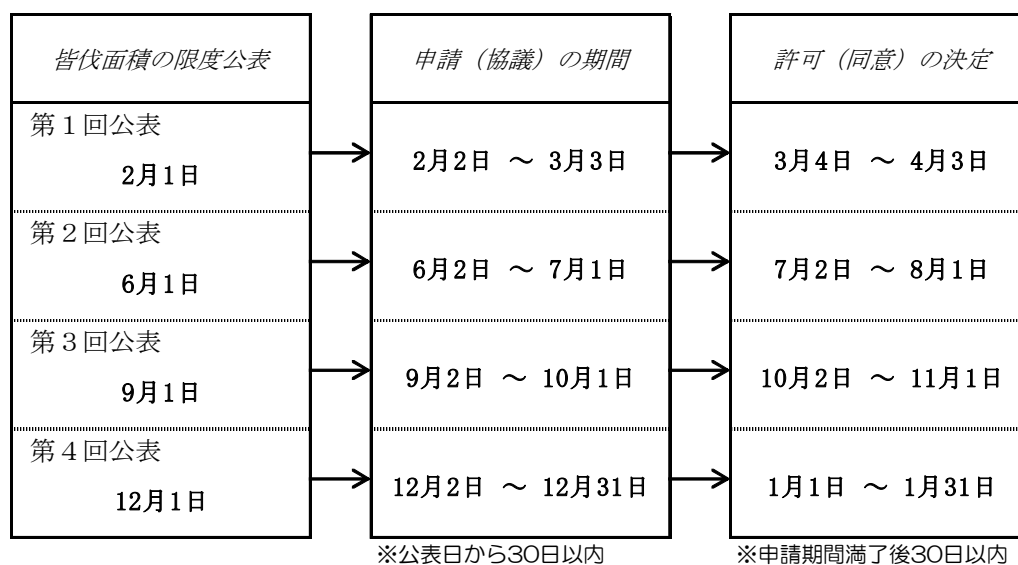 皆伐面積の限度公表
申請（協議）の期間
許可（同意）の決定
第１回公表
2月1日
2月2日 ～ 3月3日
3月4日 ～ 4月3日
第２回公表
6月1日
6月2日 ～ 7月1日
7月2日 ～ 8月1日
第３回公表
9月1日
9月2日 ～ 10月1日
10月2日 ～ 11月1日
第４回公表
12月1日
12月2日 ～ 12月31日
1月1日 ～ 1月31日
※公表日から30日以内
※申請期間満了後30日以内